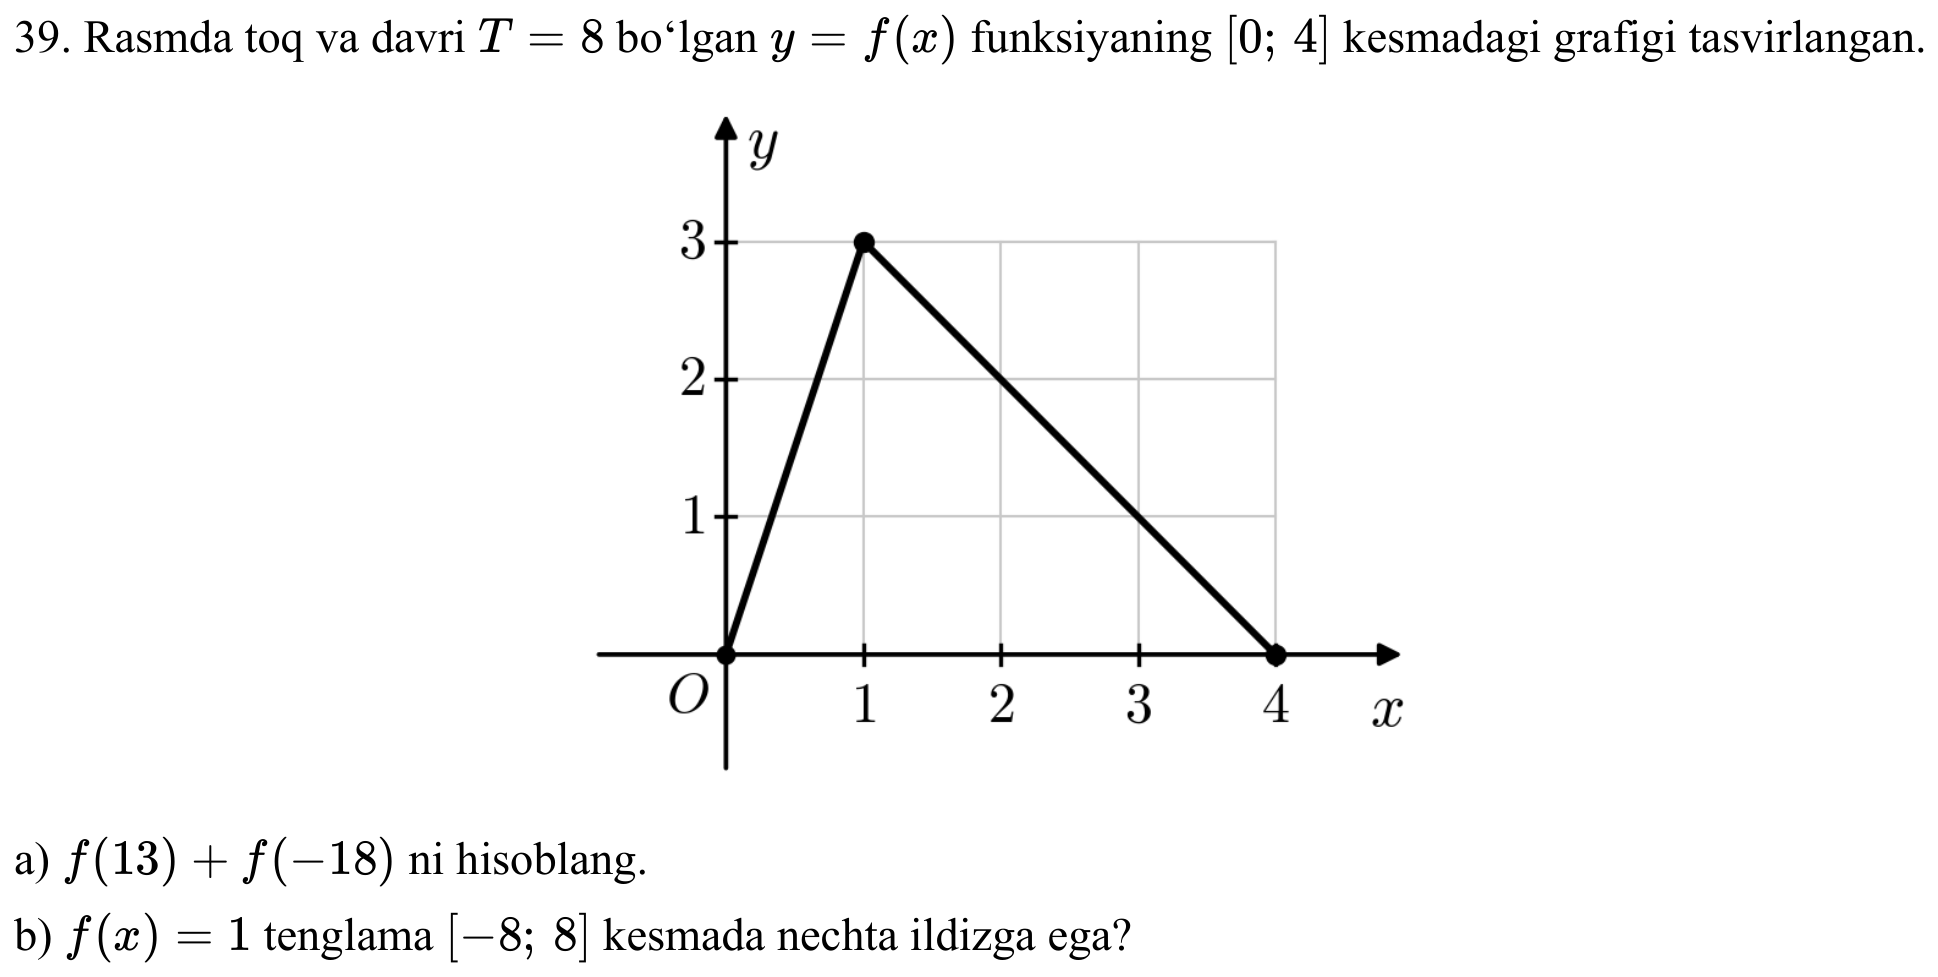 39. Rasmda toq va davri T = 8 bo‘lgan y = f(x) funksiyaning [0; 4] kesmadagi grafigi tasvirlangan.
y
3
2
1
O 1 2 3 4 x
a) f(13) + f(−18) ni hisoblang.
b) f(x) = 1 tenglama [−8; 8] kesmada nechta ildizga ega?